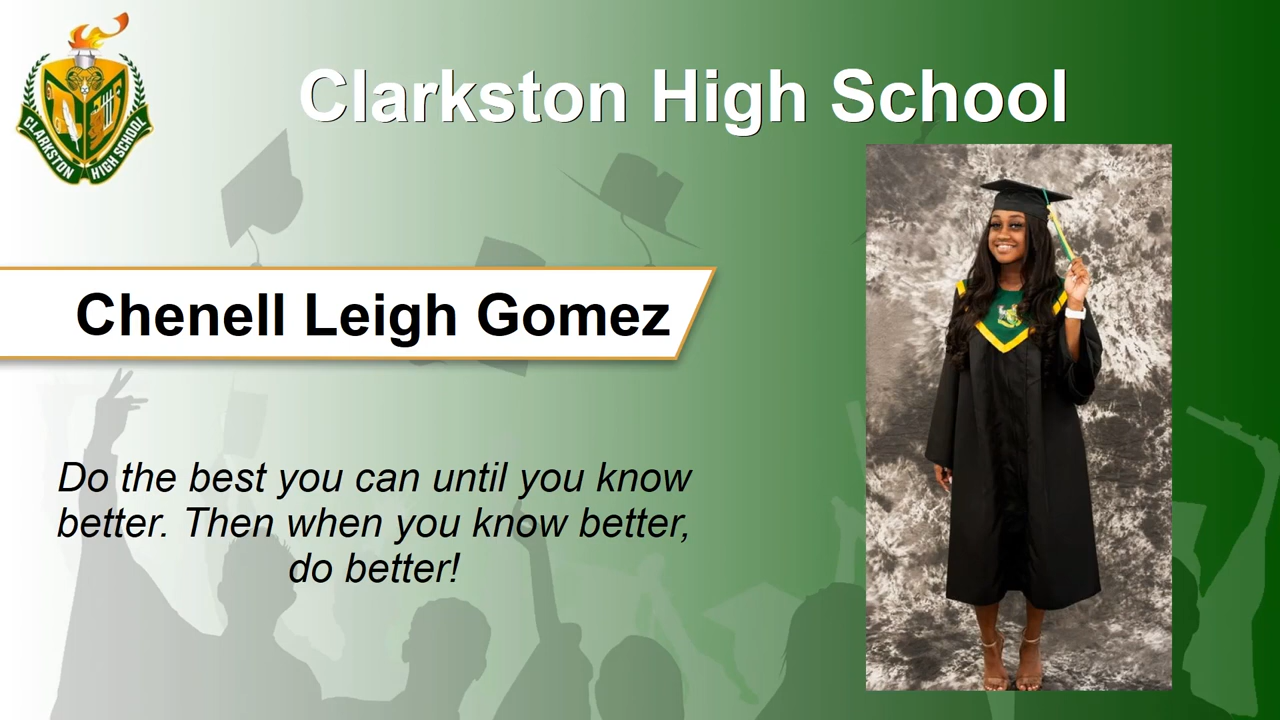 Clarkston High School
CLARKSTON HIGH SCHOOL
Chenell Leigh Gomez
Do the best you can until you know
better. Then when you know better,
do better!